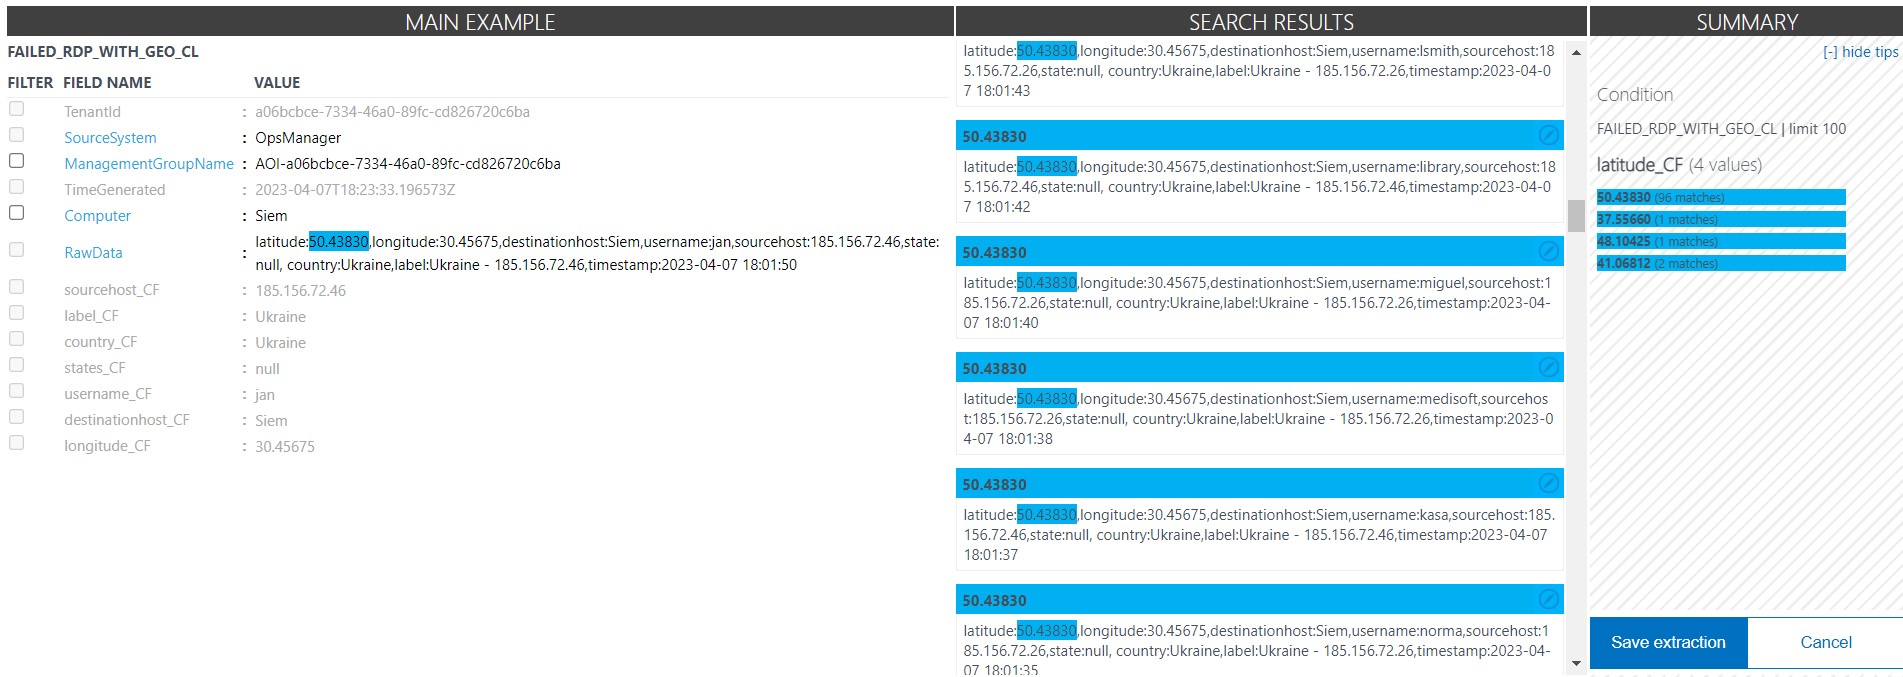 MAIN EXAMPLE
FAILED_RDP_WITH_GEO_CL
FILTER FIELD NAME VALUE
TenantId : a06bcbce-7334-46a0-89fc-cd826720c6ba
SourceSystem : OpsManager
ManagementGroupName : AOI-a06bcbce-7334-46a0-89fc-cd826720c6ba
TimeGenerated : 2023-04-07T18:23:33.196573Z
Computer : Siem
RawData : latitude:50.43830,longitude:30.45675,destinationhost:Siem,username:jan,sourcehost:185.156.72.46,state:
null, country:Ukraine,label:Ukraine - 185.156.72.46,timestamp:2023-04-07 18:01:50
sourcehost_CF : 185.156.72.46
label_CF : Ukraine
country_CF : Ukraine
states_CF : null
username_CF : jan
destinationhost_CF : Siem
longitude_CF : 30.45675
SEARCH RESULTS
latitude:50.43830,longitude:30.45675,destinationhost:Siem,username:lsmith,sourcehost:18
5.156.72.26,state:null, country:Ukraine,label:Ukraine - 185.156.72.26,timestamp:2023-04-0
7 18:01:43
50.43830
latitude:50.43830,longitude:30.45675,destinationhost:Siem,username:library,sourcehost:18
5.156.72.46,state:null, country:Ukraine,label:Ukraine - 185.156.72.46,timestamp:2023-04-0
7 18:01:42
50.43830
latitude:50.43830,longitude:30.45675,destinationhost:Siem,username:miguel,sourcehost:1
85.156.72.26,state:null, country:Ukraine,label:Ukraine - 185.156.72.26,timestamp:2023-04-
07 18:01:40
50.43830
latitude:50.43830,longitude:30.45675,destinationhost:Siem,username:medisoft,sourcehos
t:185.156.72.26,state:null, country:Ukraine,label:Ukraine - 185.156.72.26,timestamp:2023-0
4-07 18:01:38
50.43830
latitude:50.43830,longitude:30.45675,destinationhost:Siem,username:kasa,sourcehost:185.
156.72.46,state:null, country:Ukraine,label:Ukraine - 185.156.72.46,timestamp:2023-04-07
18:01:37
50.43830
latitude:50.43830,longitude:30.45675,destinationhost:Siem,username:norma,sourcehost:1
85.156.72.26,state:null, country:Ukraine,label:Ukraine - 185.156.72.26,timestamp:2023-04-
07 18:01:35
SUMMARY
[-] hide tips
Condition
FAILED_RDP_WITH_GEO_CL | limit 100
latitude_CF (4 values)
50.43830 (96 matches)
37.55660 (1 matches)
48.10425 (1 matches)
41.06812 (2 matches)
Save extraction Cancel